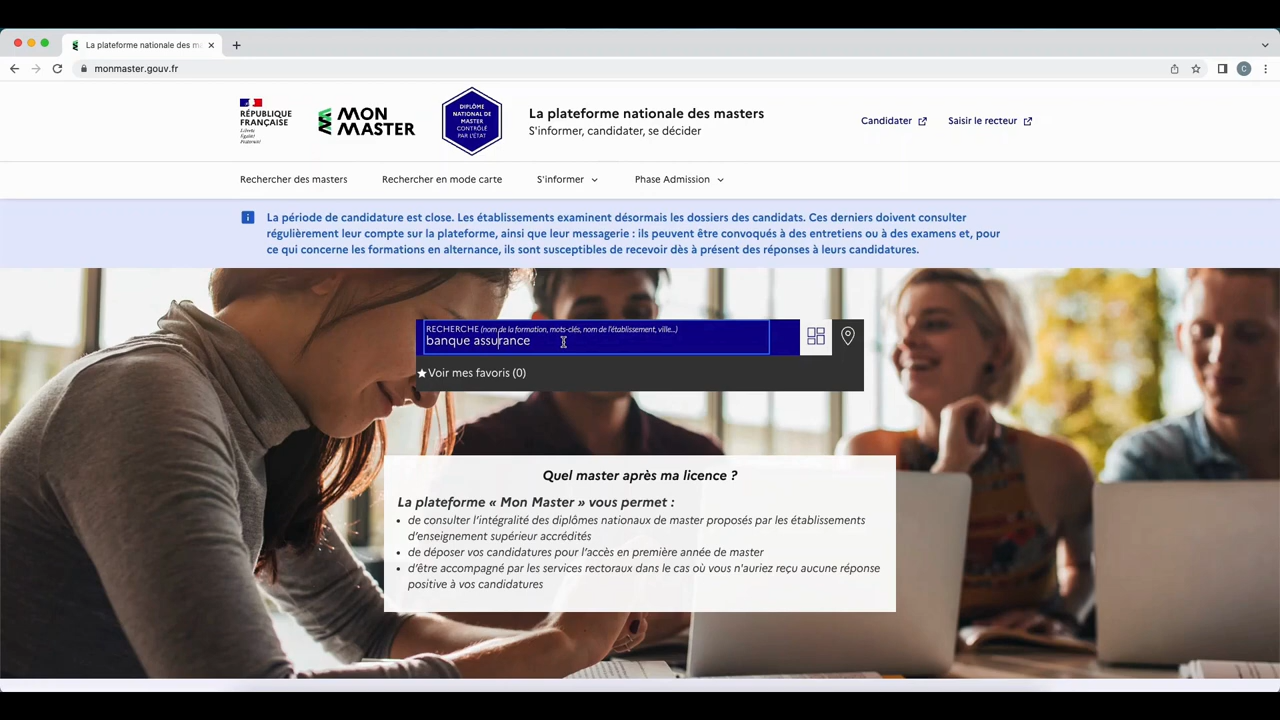 La plateforme nationale des m
monmaster.gouv.fr
C
RÉPUBLIQUE
FRANÇAISE
Liberté
Égalité
Fraternité
MON
MASTER
DIPLÔME
NATIONAL DE
MASTER
CONTRÔLÉ
PAR L'ÉTAT
La plateforme nationale des masters
S'informer, candidater, se décider
Candidater
Saisir le recteur
Rechercher des masters
Rechercher en mode carte
S'informer
Phase Admission
La période de candidature est close. Les établissements examinent désormais les dossiers des candidats. Ces derniers doivent consulter
régulièrement leur compte sur la plateforme, ainsi que leur messagerie : ils peuvent être convoqués à des entretiens ou à des examens et, pour
ce qui concerne les formations en alternance, ils sont susceptibles de recevoir dès à présent des réponses à leurs candidatures.
RECHERCHE (nom de la formation, mots-clés, nom de l'établissement, ville...)
banque assurance
Voir mes favoris (0)
Quel master après ma licence ?
La plateforme « Mon Master » vous permet :
• de consulter l'intégralité des diplômes nationaux de master proposés par les établissements
d'enseignement supérieur accrédités
• de déposer vos candidatures pour l'accès en première année de master
• d'être accompagné par les services rectoraux dans le cas où vous n'auriez reçu aucune réponse
positive à vos candidatures